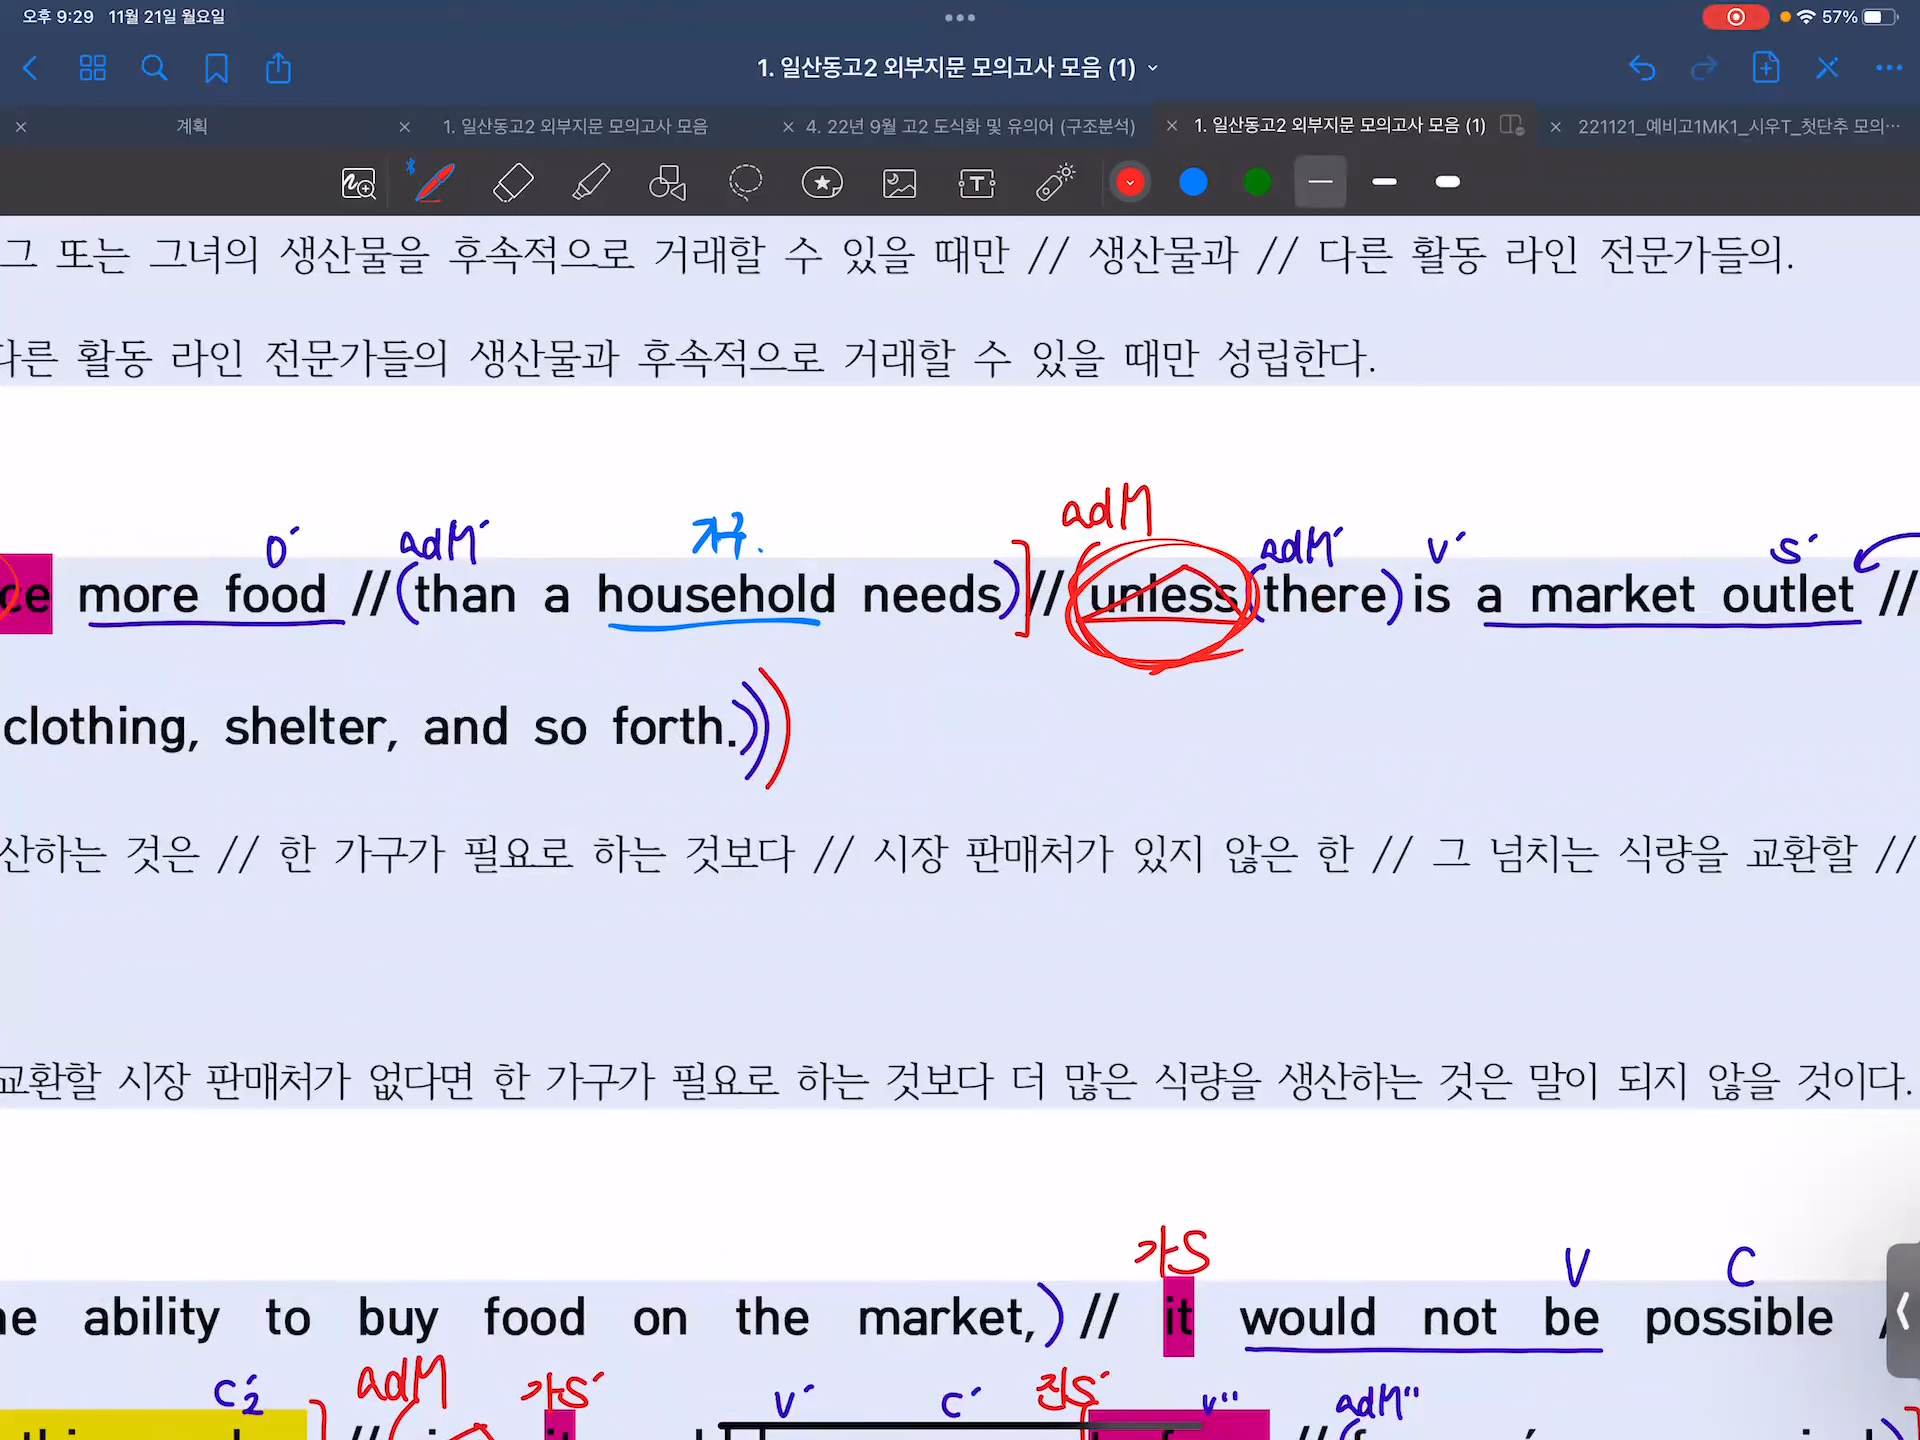 오후 9:29 11월 21일 월요일
57%
1. 일산동고2 외부지문 모의고사 모음 (1)
계획
1. 일산동고2 외부지문 모의고사 모음
4. 22년 9월 고2 도식화 및 유의어 (구조분석)
1. 일산동고2 외부지문 모의고사 모음 (1)
221121_예비고1MK1_시우T_첫단추 모의…
그 또는 그녀의 생산물을 후속적으로 거래할 수 있을 때만 // 생산물과 // 다른 활동 라인 전문가들의.
다른 활동 라인 전문가들의 생산물과 후속적으로 거래할 수 있을 때만 성립한다.
adM
O´ adM´ 가구. adM´ V´ S´
ce more food // (than a household needs)] // (unless (there) is a market outlet //
clothing, shelter, and so forth.)))
산하는 것은 // 한 가구가 필요로 하는 것보다 // 시장 판매처가 있지 않은 한 // 그 넘치는 식량을 교환할 //
교환할 시장 판매처가 없다면 한 가구가 필요로 하는 것보다 더 많은 식량을 생산하는 것은 말이 되지 않을 것이다.
가S V C
he ability to buy food on the market,) // it would not be possible
C´2 adM 가S´ V´ C´ 진S´ V´´ adM´´